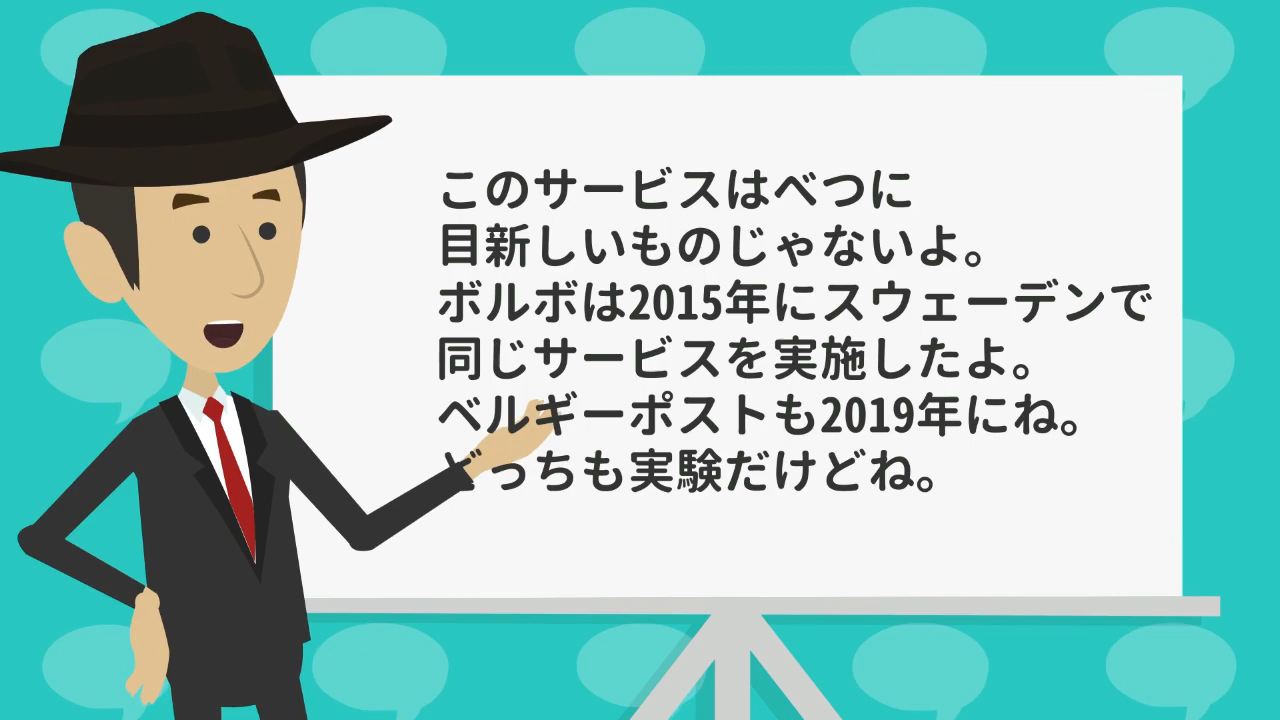 このサービスはべつに
目新しいものじゃないよ。
ボルボは2015年にスウェーデンで
同じサービスを実施したよ。
ベルギーポストも2019年にね。
どっちも実験だけどね。